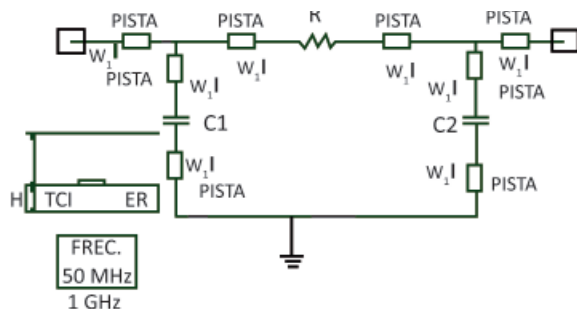 PISTA PISTA R PISTA PISTA
W₁l W₁l W₁l W₁l
PISTA W₁l W₁l PISTA
C1 C2
W₁l W₁l
PISTA PISTA
H TCI ER
FREC.
50 MHz
1 GHz